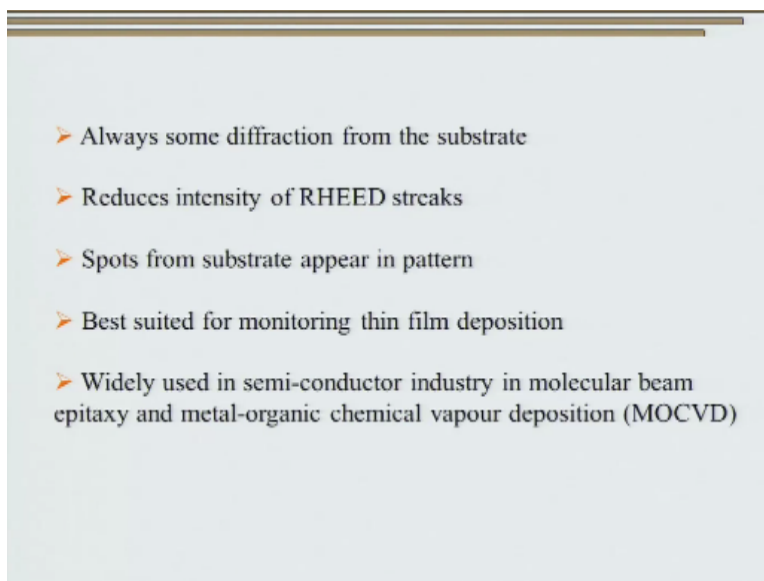 ➢ Always some diffraction from the substrate
➢ Reduces intensity of RHEED streaks
➢ Spots from substrate appear in pattern
➢ Best suited for monitoring thin film deposition
➢ Widely used in semi-conductor industry in molecular beam
epitaxy and metal-organic chemical vapour deposition (MOCVD)